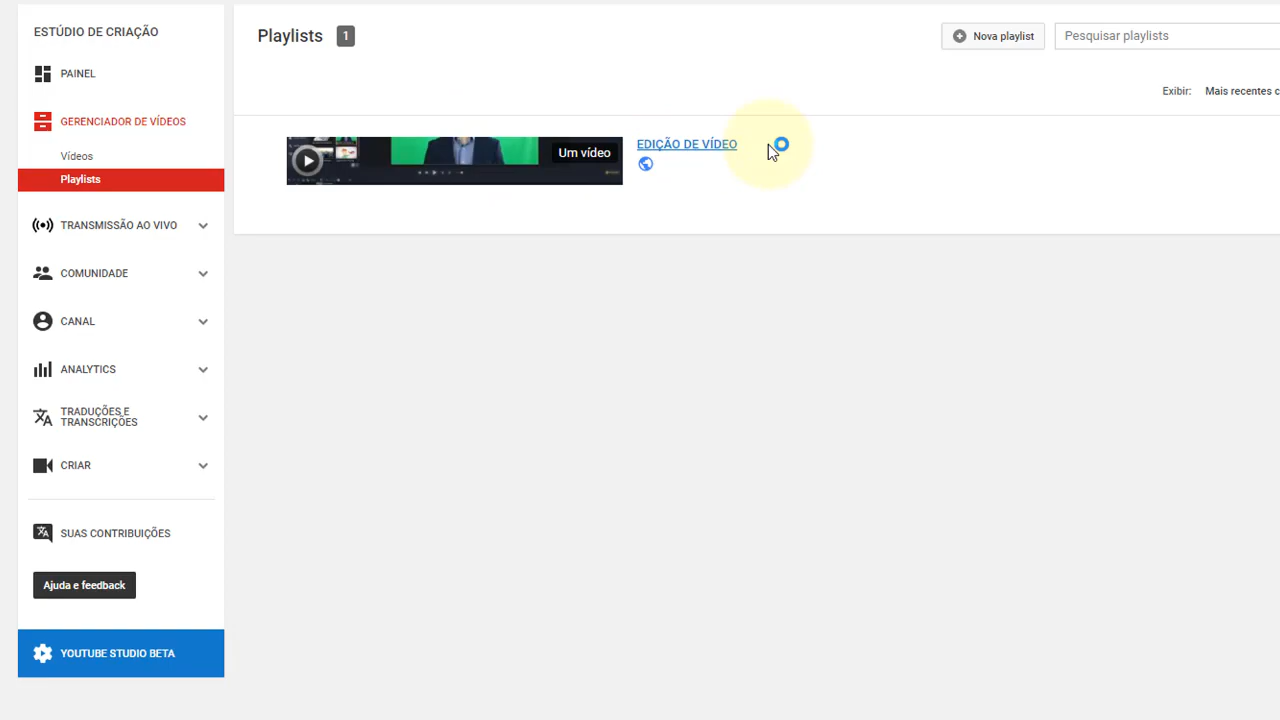 ESTÚDIO DE CRIAÇÃO
PAINEL
GERENCIADOR DE VÍDEOS
Vídeos
Playlists
TRANSMISSÃO AO VIVO
COMUNIDADE
CANAL
ANALYTICS
TRADUÇÕES E
TRANSCRIÇÕES
CRIAR
SUAS CONTRIBUIÇÕES
Ajuda e feedback
YOUTUBE STUDIO BETA
Playlists 1
Nova playlist
Pesquisar playlists
Exibir: Mais recentes c
Um vídeo
EDIÇÃO DE VÍDEO